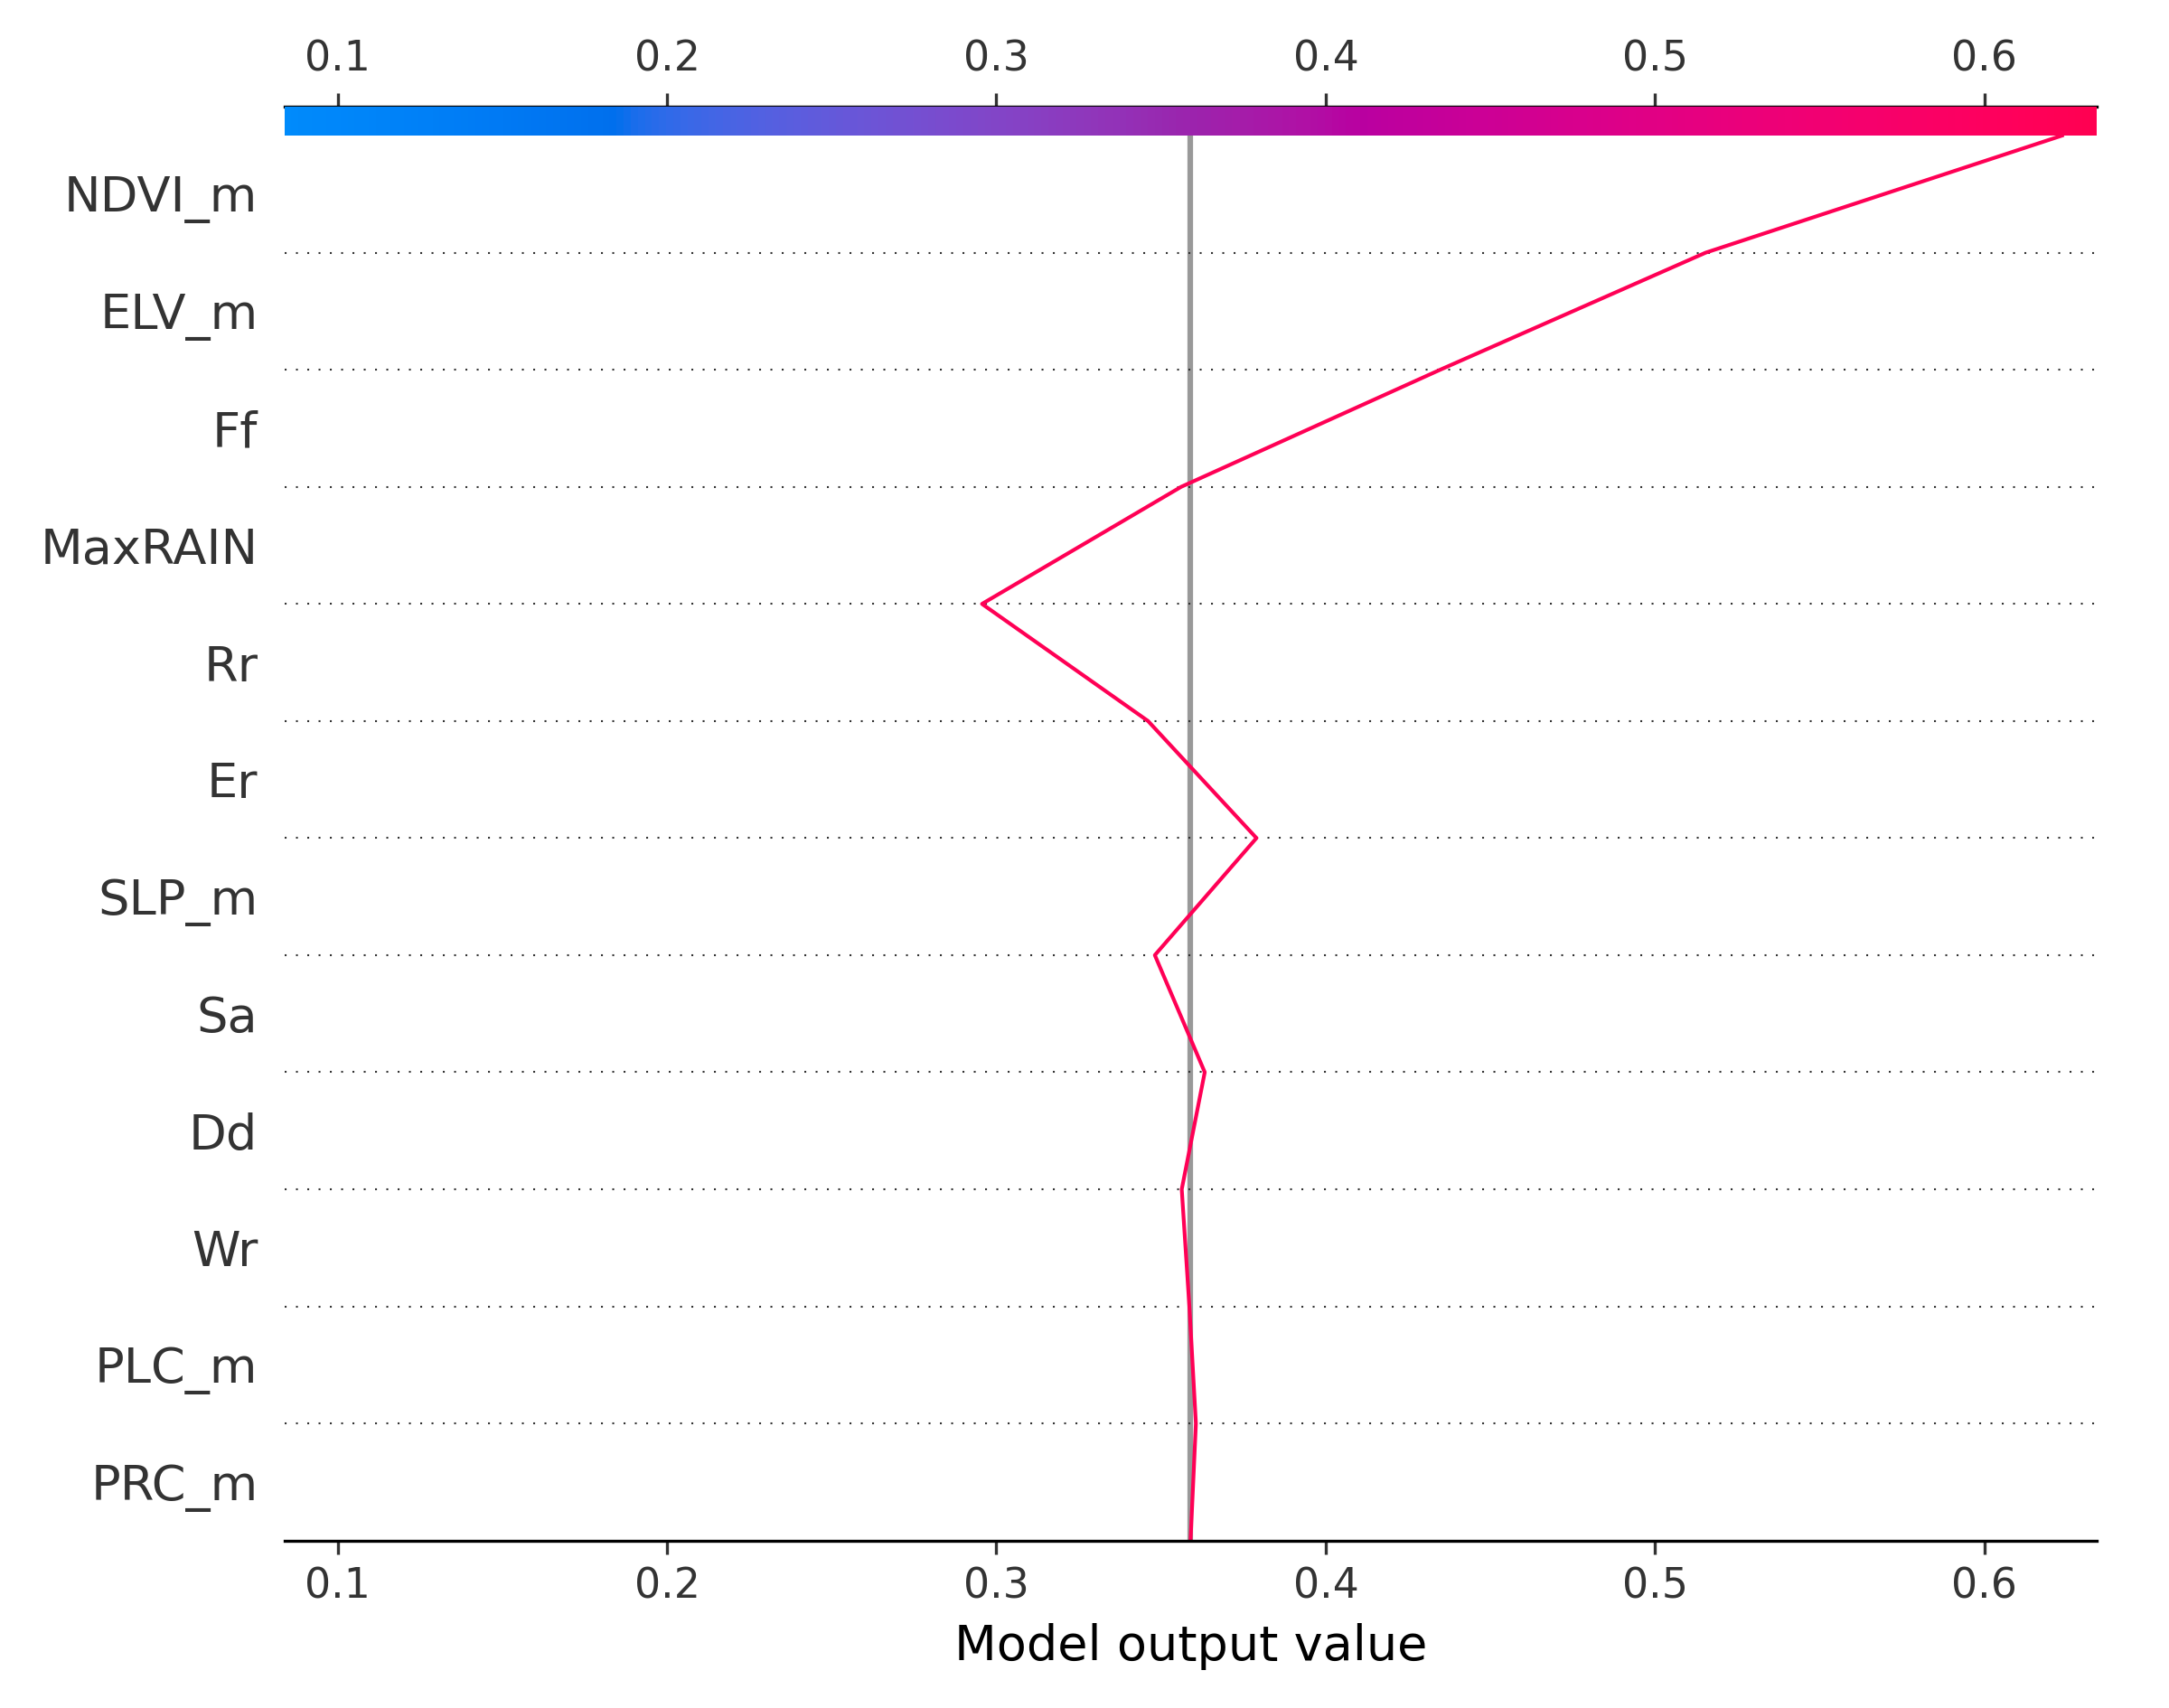 0.1 0.2 0.3 0.4 0.5 0.6
NDVI_m
ELV_m
Ff
MaxRAIN
Rr
Er
SLP_m
Sa
Dd
Wr
PLC_m
PRC_m
0.1 0.2 0.3 0.4 0.5 0.6
Model output value